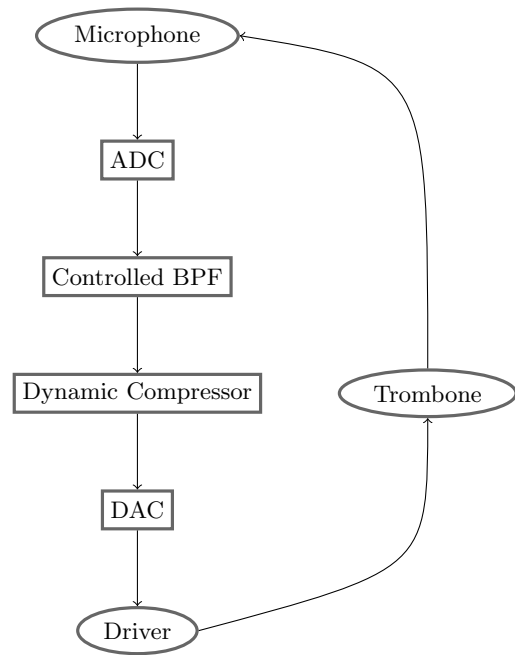 Microphone
ADC
Controlled BPF
Dynamic Compressor
Trombone
DAC
Driver